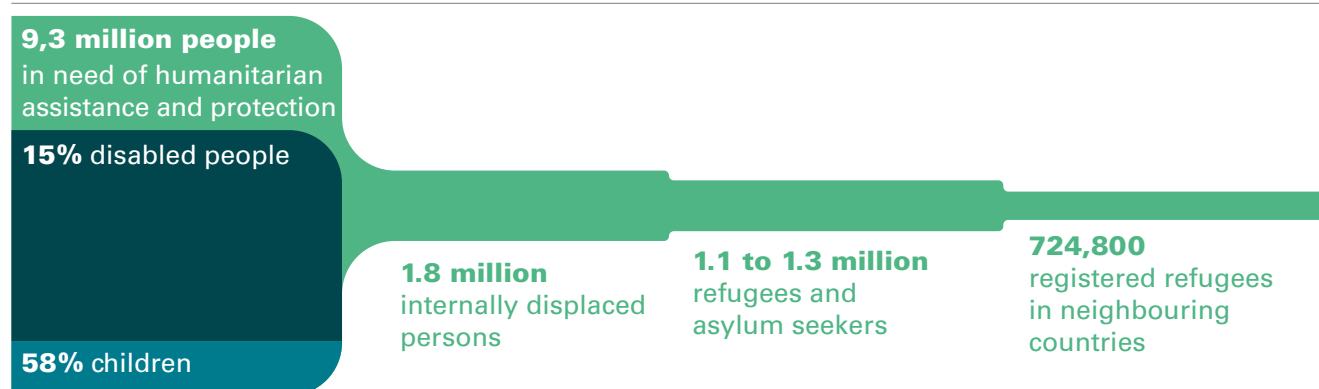 9,3 million people
in need of humanitarian
assistance and protection
15% disabled people
58% children
1.8 million
internally displaced
persons
1.1 to 1.3 million
refugees and
asylum seekers
724,800
registered refugees
in neighbouring
countries